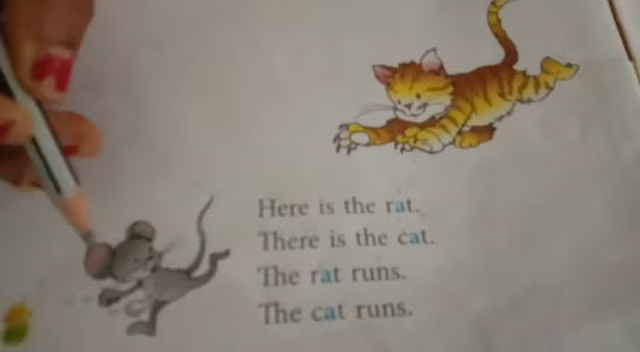 Here is the rat.
There is the cat.
The rat runs.
The cat runs.